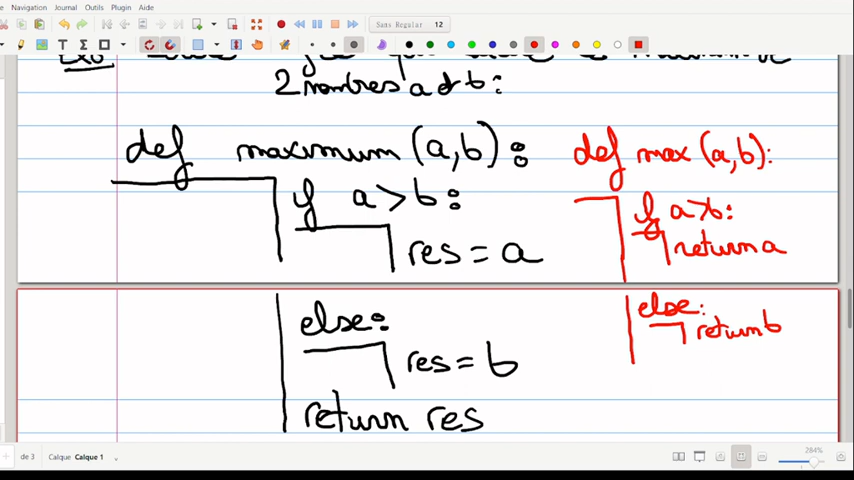 Navigation Journal Outils Plugin Aide
Sans Regular 12
2 nombres a et b:
def maximum (a,b):
if a > b:
res = a
else:
res = b
return res
def max (a,b):
if a>b:
return a
else:
return b
de 3 Calque Calque 1 284%